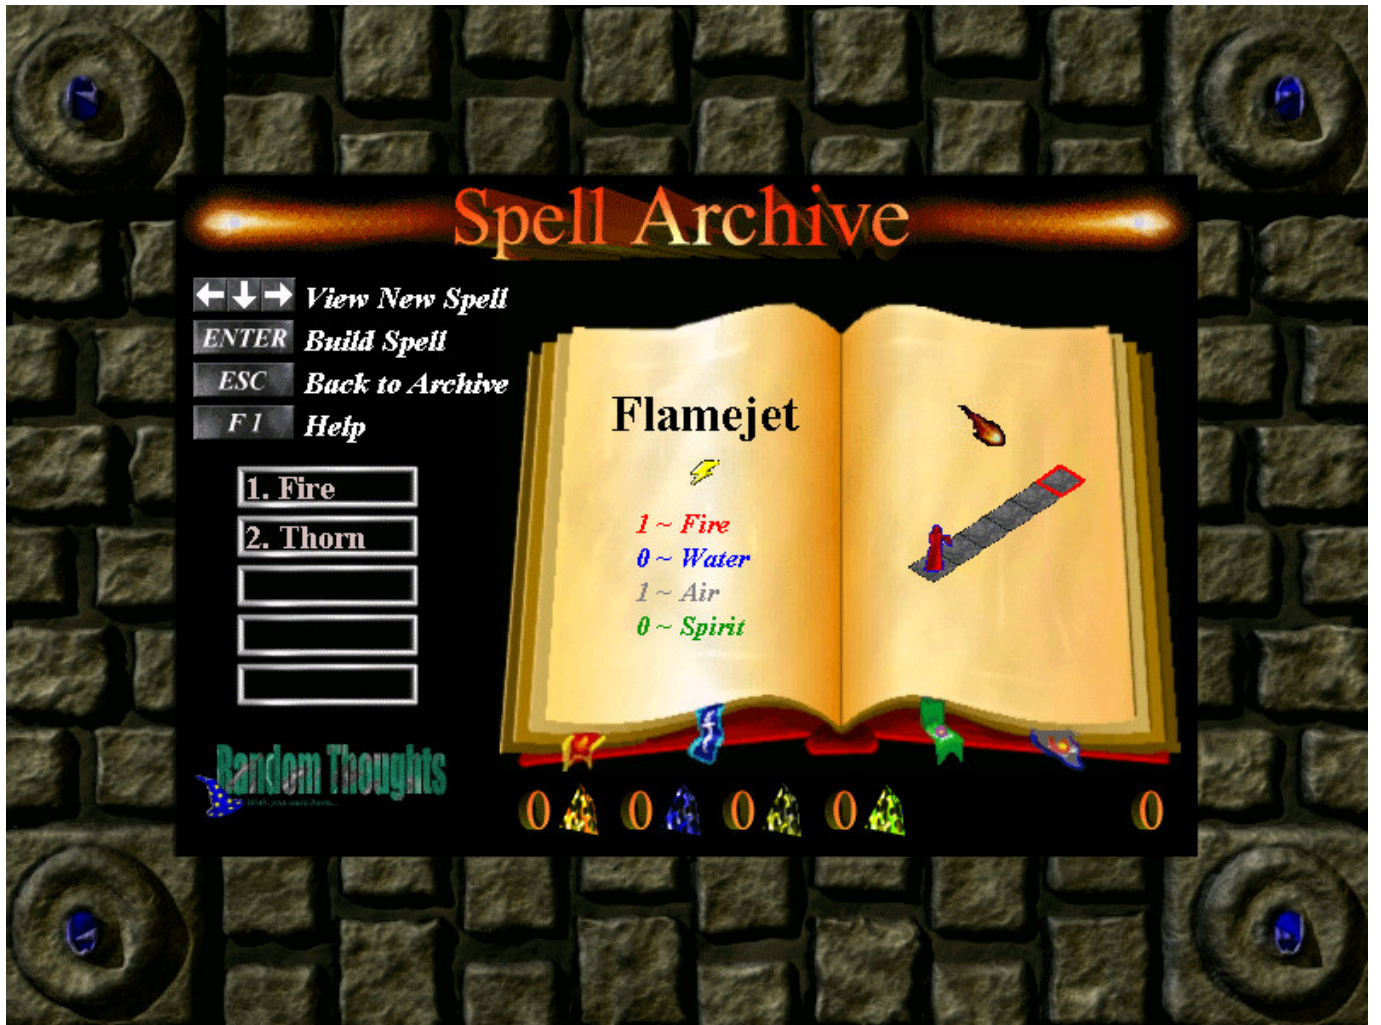 Spell Archive
View New Spell
ENTER Build Spell
ESC Back to Archive
F1 Help
1. Fire
2. Thorn
Flamejet
1 ~ Fire
0 ~ Water
1 ~ Air
0 ~ Spirit
Random Thoughts
0 0 0 0 0